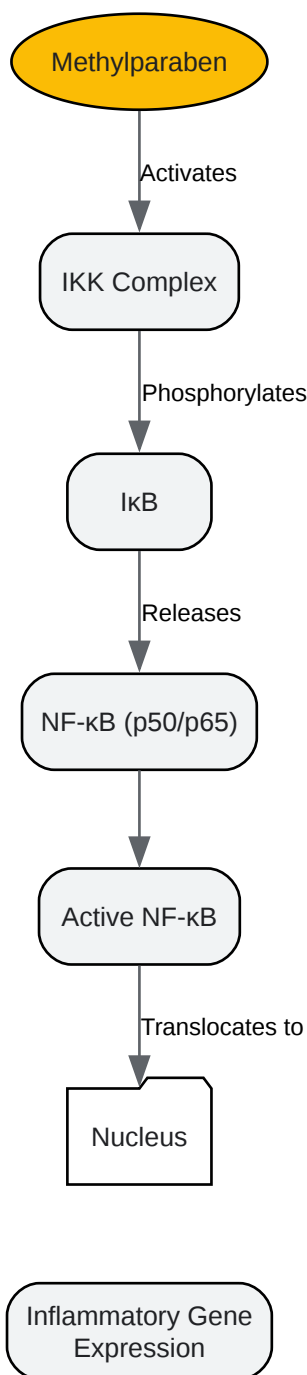 Methylparaben
Activates
IKK Complex
Phosphorylates
IκB
Releases
NF-κB (p50/p65)
Active NF-κB
Translocates to
Nucleus
Inflammatory Gene
Expression